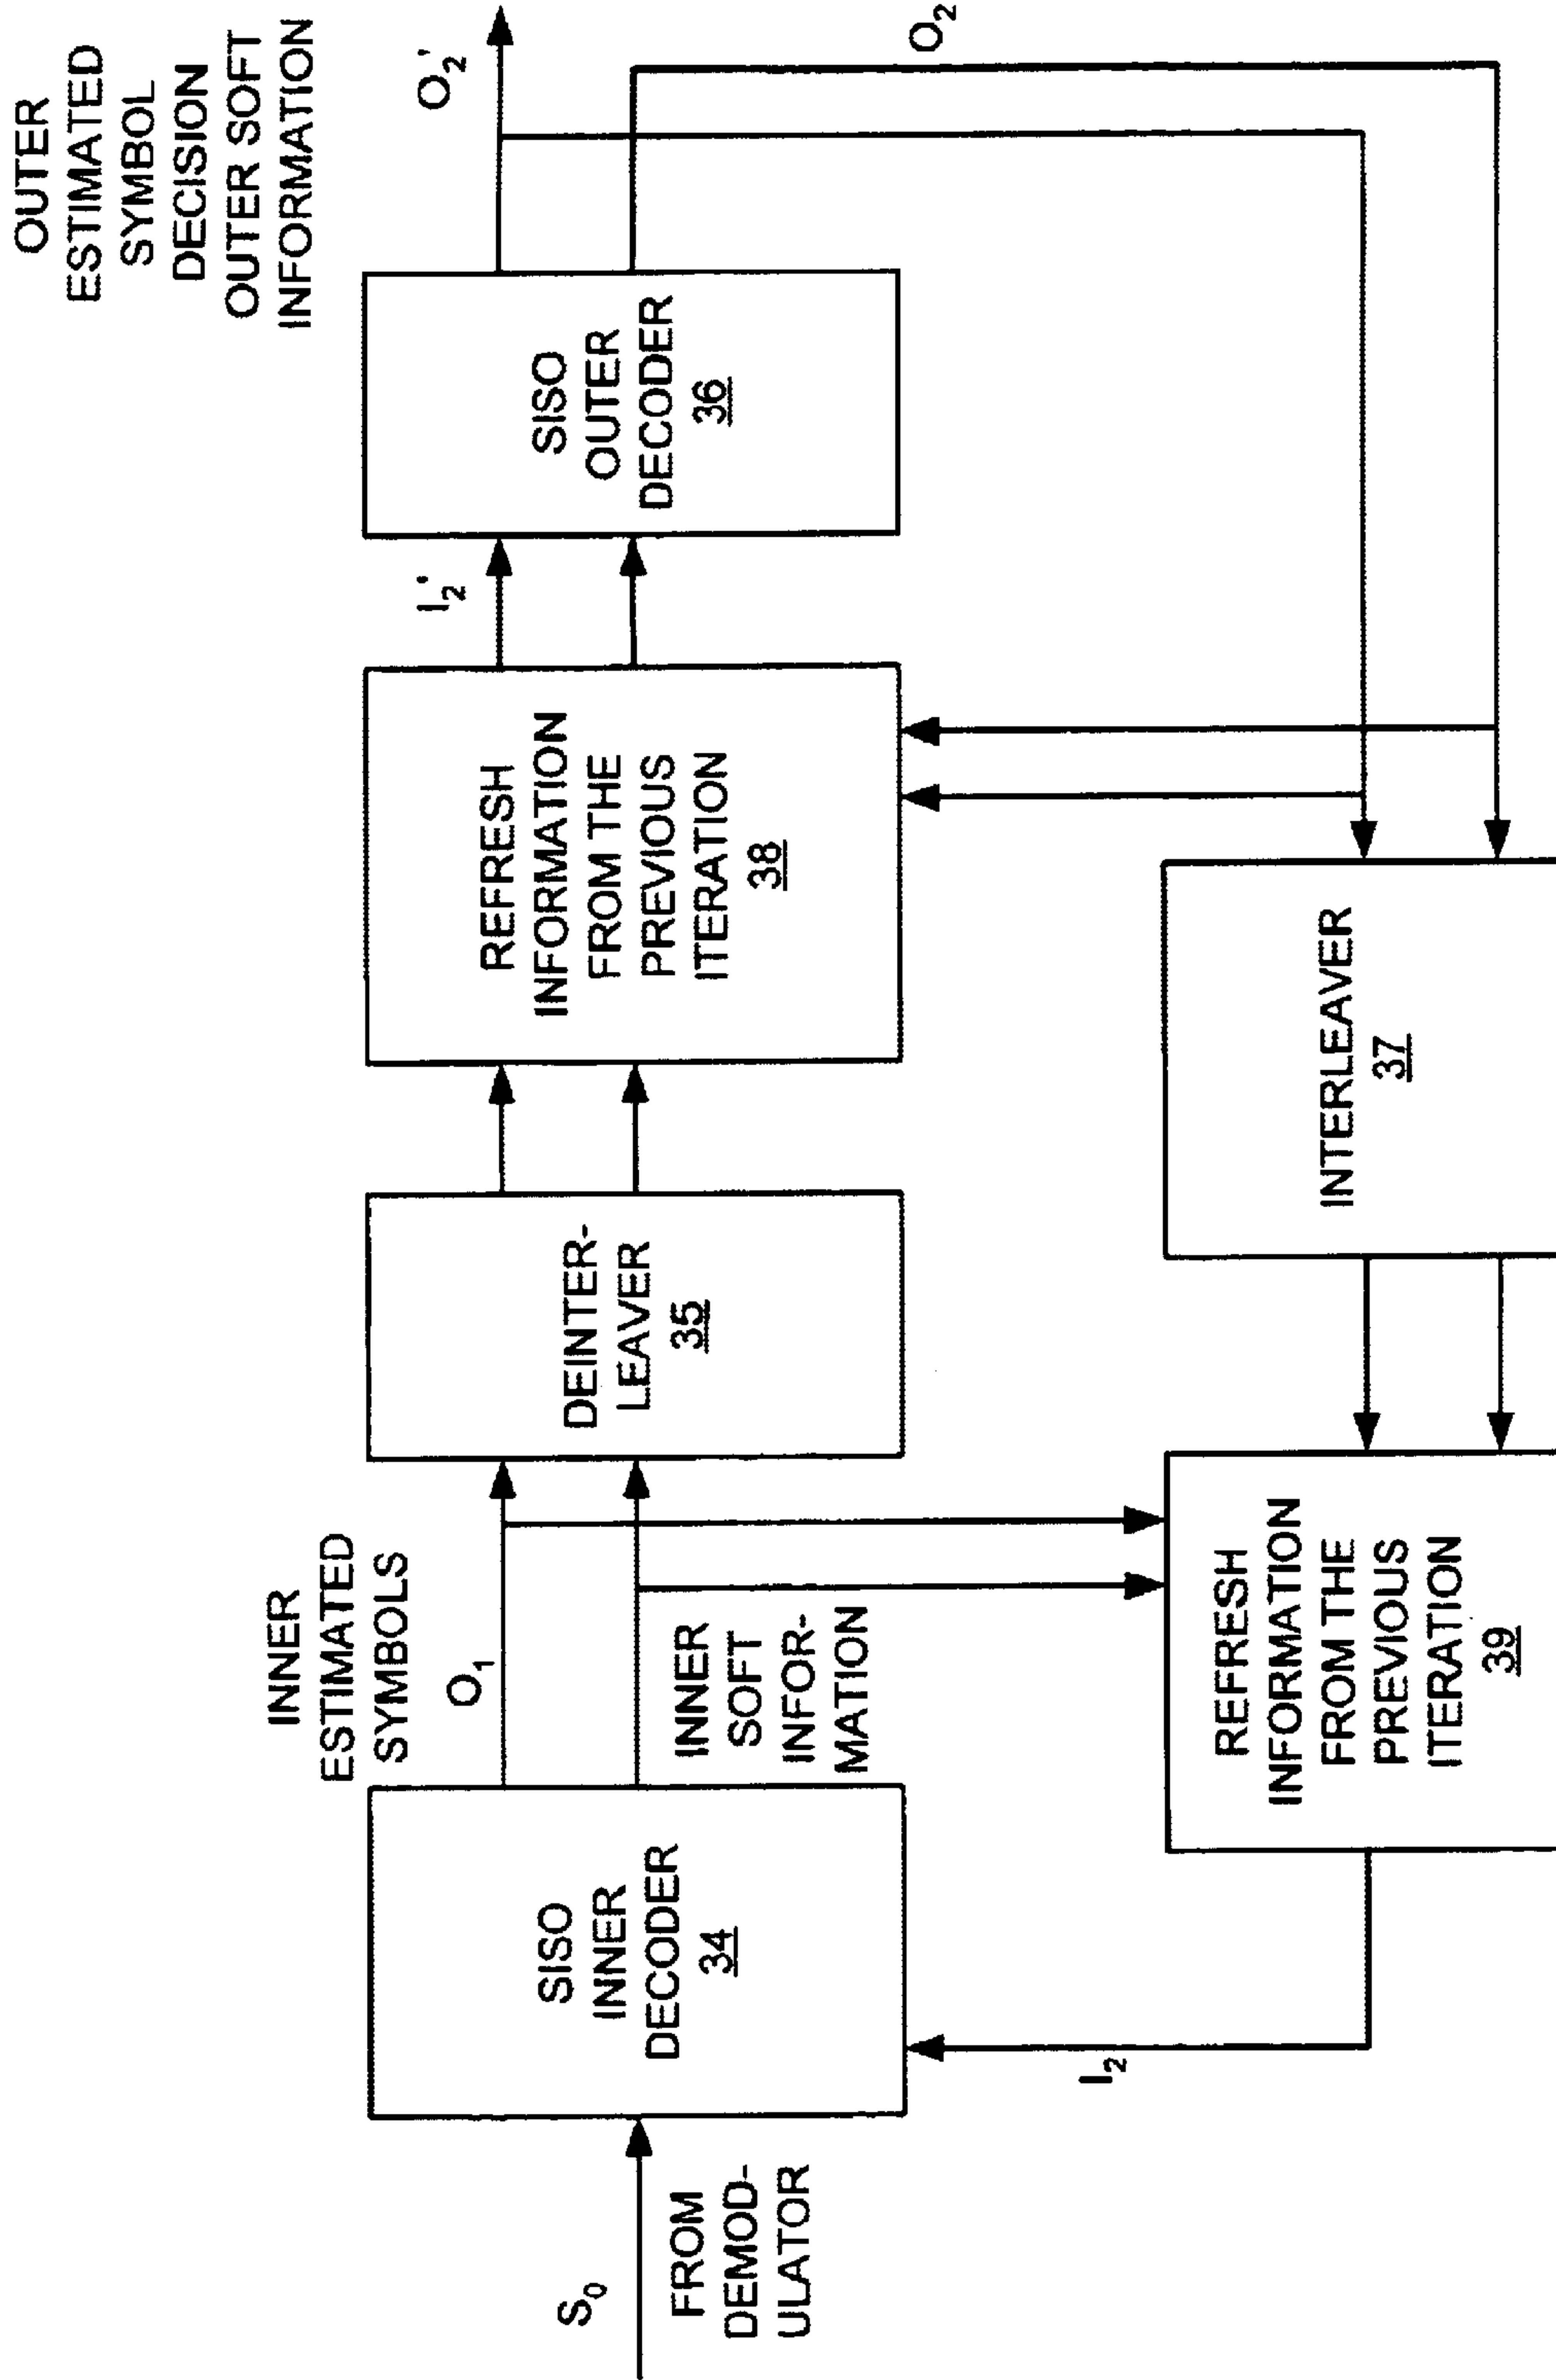 S₀
FROM
DEMOD-
ULATOR
SISO
INNER
DECODER
34
I₂
INNER
ESTIMATED
SYMBOLS
O₁
INNER
SOFT
INFOR-
MATION
DEINTER-
LEAVER
35
REFRESH
INFORMATION
FROM THE
PREVIOUS
ITERATION
39
REFRESH
INFORMATION
FROM THE
PREVIOUS
ITERATION
38
INTERLEAVER
37
I₂'
SISO
OUTER
DECODER
36
OUTER
ESTIMATED
SYMBOL
DECISION
OUTER SOFT
INFORMATION
O₂'
O₂